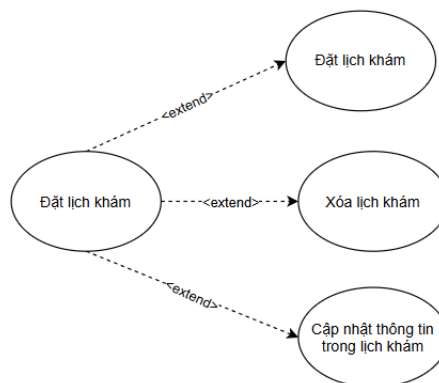 Đặt lịch khám
<extend>
Đặt lịch khám
<extend>
Xóa lịch khám
<extend>
Cập nhật thông tin
trong lịch khám